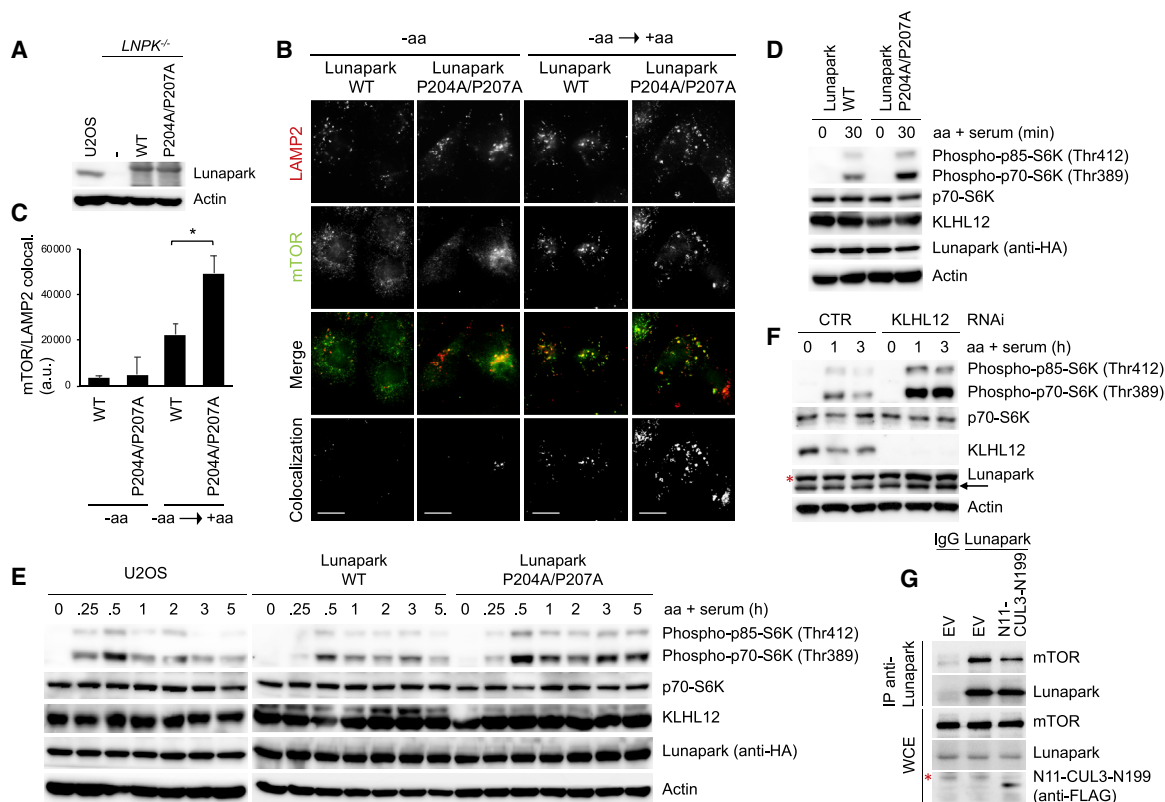 A
LNPK-/-
U2OS
-
WT
P204A/P207A
Lunapark
Actin
B
-aa
-aa → +aa
Lunapark WT
Lunapark P204A/P207A
Lunapark WT
Lunapark P204A/P207A
LAMP2
mTOR
Merge
Colocalization
C
mTOR/LAMP2 colocal.
(a.u.)
60000
40000
20000
0
*
WT
P204A/P207A
WT
P204A/P207A
-aa
-aa → +aa
D
Lunapark WT
Lunapark P204A/P207A
0 30 0 30 aa + serum (min)
Phospho-p85-S6K (Thr412)
Phospho-p70-S6K (Thr389)
p70-S6K
KLHL12
Lunapark (anti-HA)
Actin
E
U2OS
Lunapark WT
Lunapark P204A/P207A
0 .25 .5 1 2 3 5 0 .25 .5 1 2 3 5. 0 .25 .5 1 2 3 5 aa + serum (h)
Phospho-p85-S6K (Thr412)
Phospho-p70-S6K (Thr389)
p70-S6K
KLHL12
Lunapark (anti-HA)
Actin
F
CTR KLHL12 RNAi
0 1 3 0 1 3 aa + serum (h)
Phospho-p85-S6K (Thr412)
Phospho-p70-S6K (Thr389)
p70-S6K
KLHL12
* Lunapark
Actin
G
IgG Lunapark
EV
EV
N11-CUL3-N199
IP anti-Lunapark
mTOR
Lunapark
WCE
mTOR
Lunapark
* N11-CUL3-N199
(anti-FLAG)